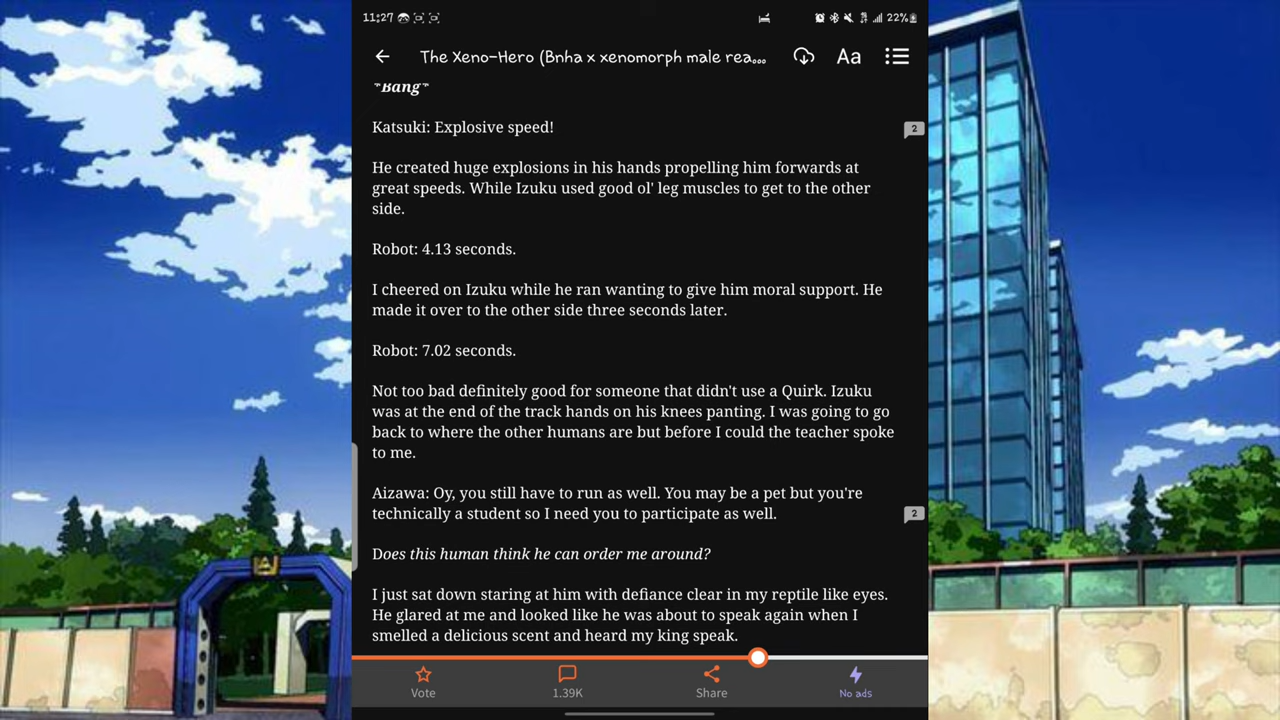 11:27
22%
The Xeno-Hero (Bnha x xenomorph male rea...
Aa
*Bang*
Katsuki: Explosive speed!
2
He created huge explosions in his hands propelling him forwards at
great speeds. While Izuku used good ol' leg muscles to get to the other
side.
Robot: 4.13 seconds.
I cheered on Izuku while he ran wanting to give him moral support. He
made it over to the other side three seconds later.
Robot: 7.02 seconds.
Not too bad definitely good for someone that didn't use a Quirk. Izuku
was at the end of the track hands on his knees panting. I was going to go
back to where the other humans are but before I could the teacher spoke
to me.
Aizawa: Oy, you still have to run as well. You may be a pet but you're
technically a student so I need you to participate as well.
2
Does this human think he can order me around?
I just sat down staring at him with defiance clear in my reptile like eyes.
He glared at me and looked like he was about to speak again when I
smelled a delicious scent and heard my king speak.
Vote
1.39K
Share
No ads